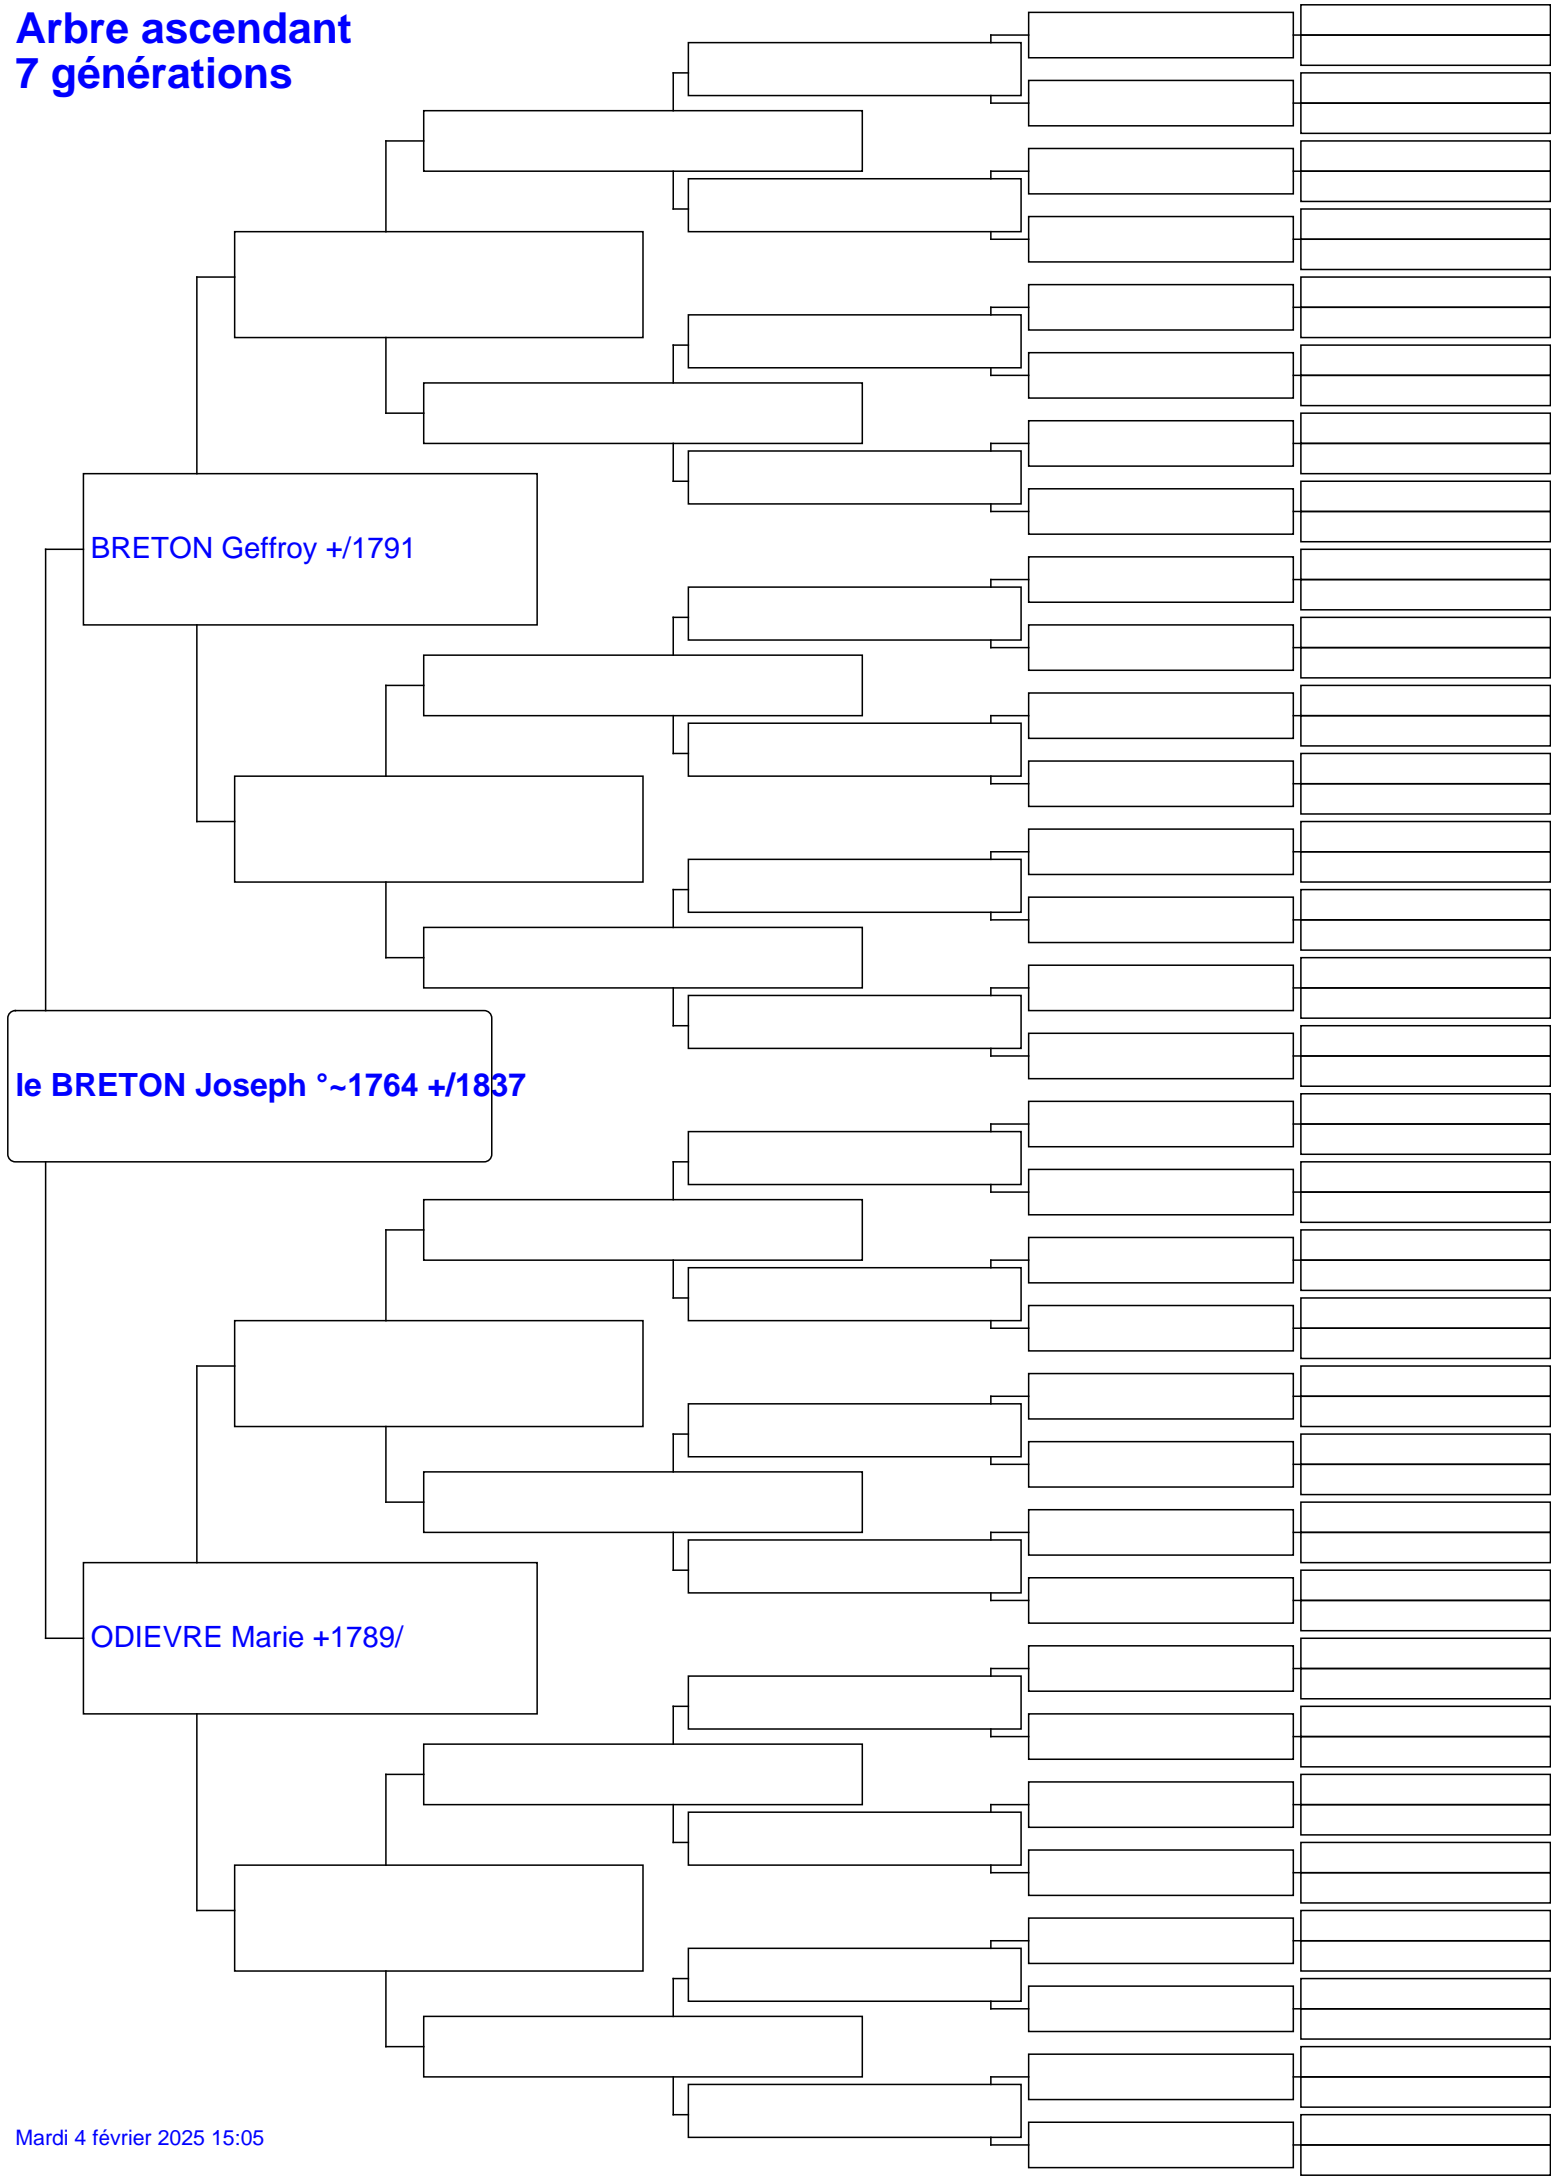 Arbre ascendant
7 générations
BRETON Geffroy +/1791
le BRETON Joseph °~1764 +/1837
ODIEVRE Marie +1789/
Mardi 4 février 2025 15:05